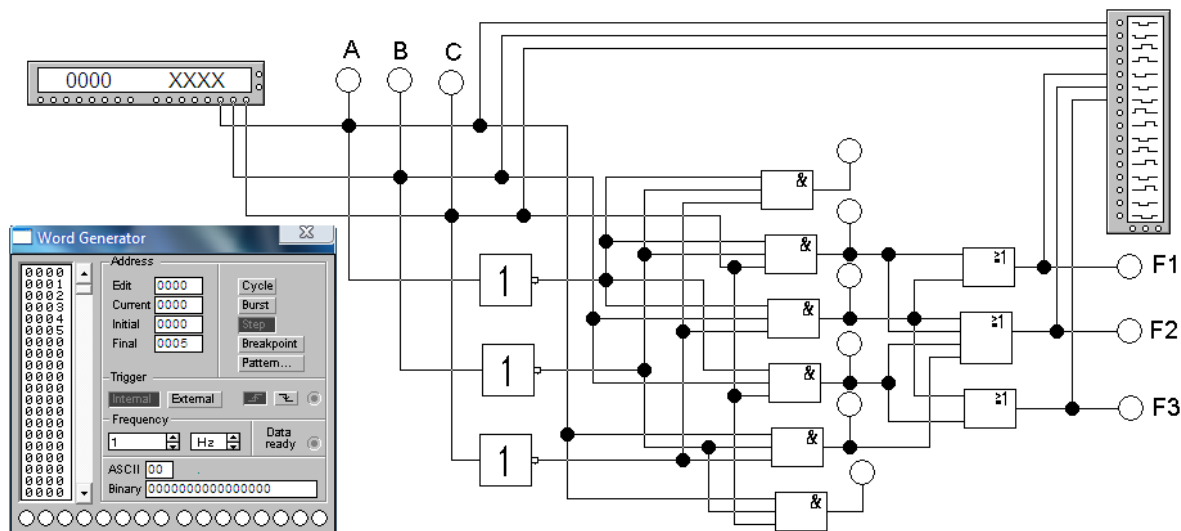 A B C
0000 XXXX
&
&
&
&
&
&
1
1
1
≥1
≥1
≥1
F1
F2
F3
Word Generator
0000
0001
0002
0003
0004
0005
0000
0000
0000
0000
0000
0000
0000
0000
0000
0000
0000
0000
0000
0000
Address
Edit 0000
Current 0000
Initial 0000
Final 0005
Cycle
Burst
Step
Breakpoint
Pattern...
Trigger
Internal External
Frequency
1 Hz
Data ready
ASCII 00
Binary 0000000000000000